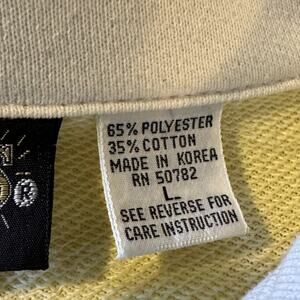 65% POLYESTER
35% COTTON
MADE IN KOREA
RN 50782
L
SEE REVERSE FOR
CARE INSTRUCTION
®